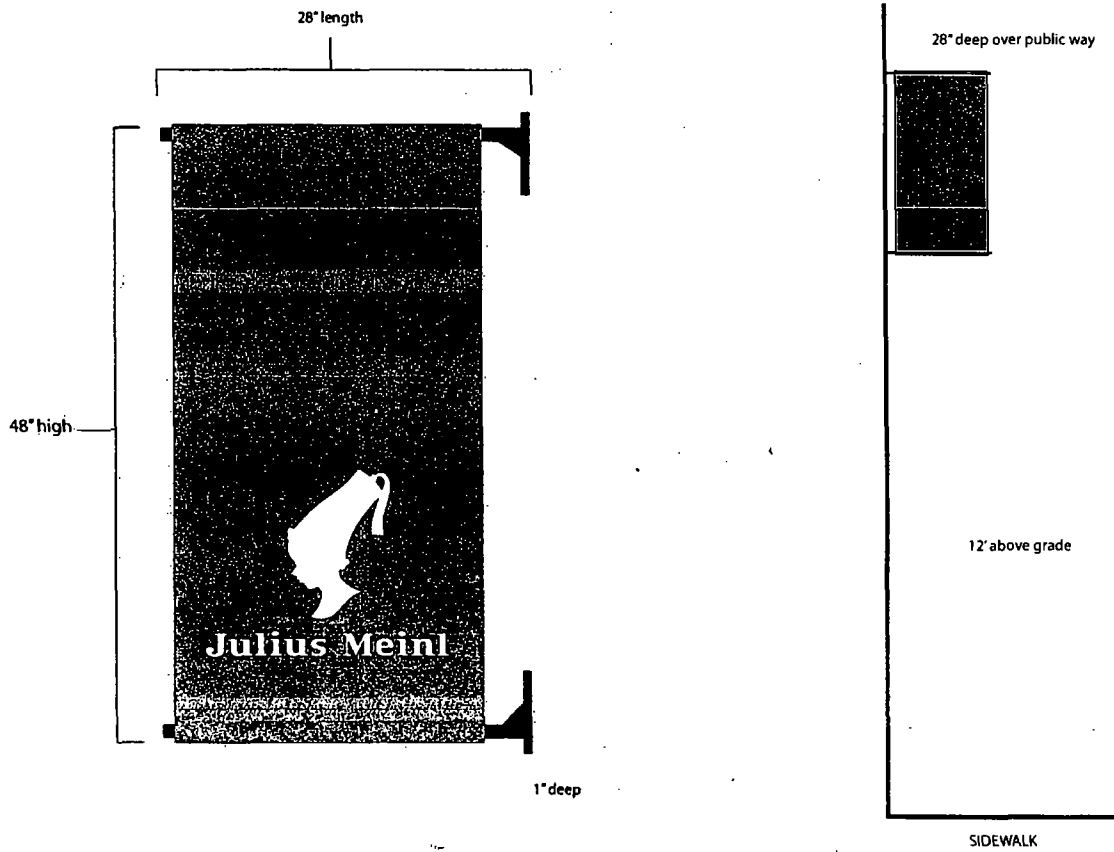 28" length
28" deep over public way
48" high
12' above grade
Julius Meinl
1" deep
SIDEWALK